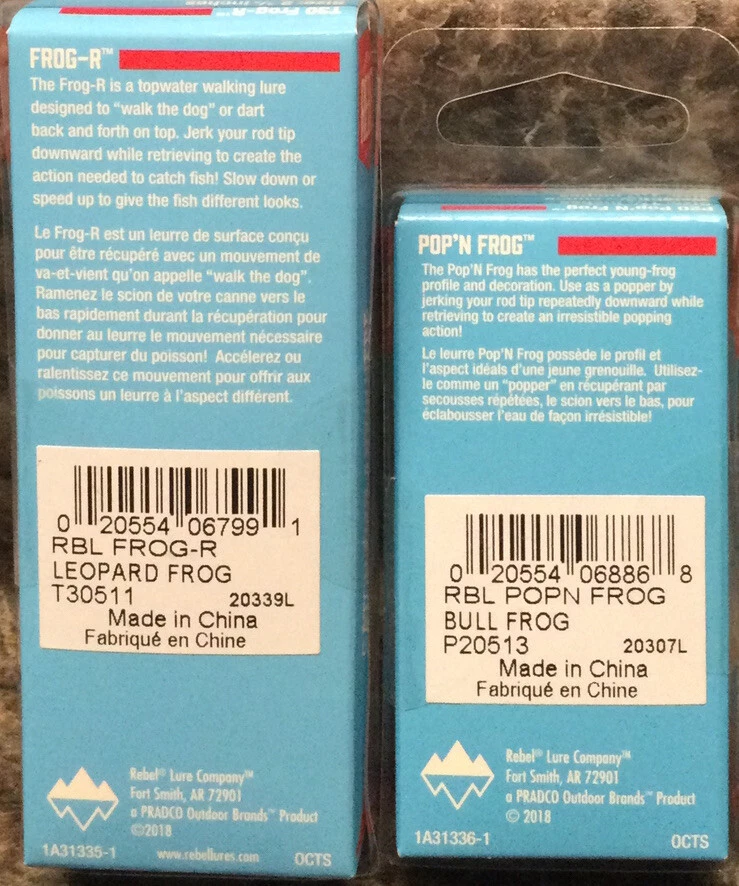 FROG-R™
The Frog-R is a topwater walking lure
designed to “walk the dog” or dart
back and forth on top. Jerk your rod tip
downward while retrieving to create the
action needed to catch fish! Slow down or
speed up to give the fish different looks.
Le Frog-R est un leurre de surface conçu
pour être récupéré avec un mouvement de
va-et-vient qu'on appelle “walk the dog”.
Ramenez le scion de votre canne vers le
bas rapidement durant la récupération pour
donner au leurre le mouvement nécessaire
pour capturer du poisson! Accélerez ou
ralentissez ce mouvement pour offrir aux
poissons un leurre à l'aspect différent.
0 20554 06799 1
RBL FROG-R
LEOPARD FROG
T30511 20339L
Made in China
Fabriqué en Chine
Rebel® Lure Company™
Fort Smith, AR 72901
a PRADCO Outdoor Brands™ Product
©2018
1A31335-1 www.rebellures.com OCTS
POP'N FROG™
The Pop'N Frog has the perfect young-frog
profile and decoration. Use as a popper by
jerking your rod tip repeatedly downward while
retrieving to create an irresistible popping
action!
Le leurre Pop'N Frog possède le profil et
l'aspect idéals d'une jeune grenouille. Utilisez-
le comme un “popper” en récupérant par
secousses répétées, le scion vers le bas, pour
éclabousser l'eau de façon irrésistible!
0 20554 06886 8
RBL POPN FROG
BULL FROG
P20513 20307L
Made in China
Fabriqué en Chine
Rebel® Lure Company™
Fort Smith, AR 72901
a PRADCO Outdoor Brands™ Product
© 2018
1A31336-1 OCTS